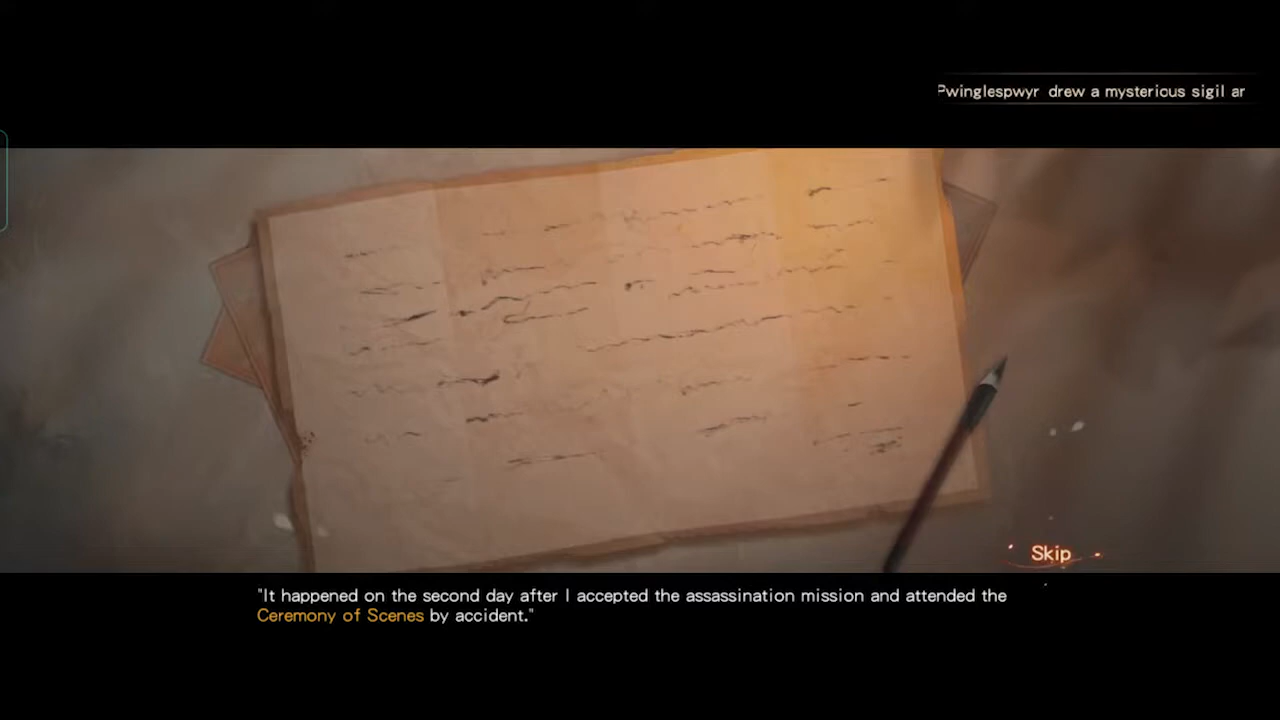 Pwinglespwyr drew a mysterious sigil ar
Skip
"It happened on the second day after I accepted the assassination mission and attended the
Ceremony of Scenes by accident."